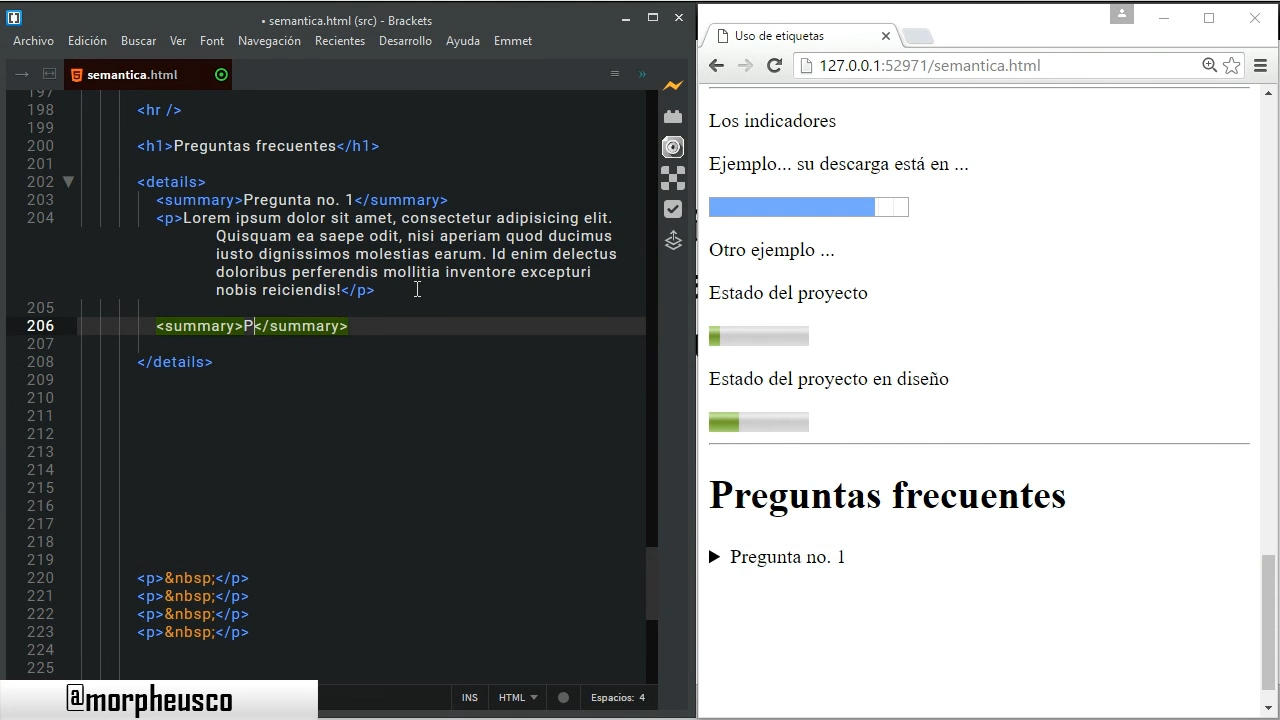 • semantica.html (src) - Brackets
Archivo Edición Buscar Ver Font Navegación Recientes Desarrollo Ayuda Emmet
semantica.html
197
198 <hr />
199
200 <h1>Preguntas frecuentes</h1>
201
202 <details>
203 <summary>Pregunta no. 1</summary>
204 <p>Lorem ipsum dolor sit amet, consectetur adipisicing elit.
Quisquam ea saepe odit, nisi aperiam quod ducimus
iusto dignissimos molestias earum. Id enim delectus
doloribus perferendis mollitia inventore excepturi
nobis reiciendis!</p>
205
206 <summary>P</summary>
207
208 </details>
209
210
211
212
213
214
215
216
217
218
219
220 <p>&nbsp;</p>
221 <p>&nbsp;</p>
222 <p>&nbsp;</p>
223 <p>&nbsp;</p>
224
225
INS HTML Espacios: 4
@morpheusco
Uso de etiquetas
127.0.0.1:52971/semantica.html
Los indicadores
Ejemplo... su descarga está en ...
Otro ejemplo ...
Estado del proyecto
Estado del proyecto en diseño
Preguntas frecuentes
Pregunta no. 1